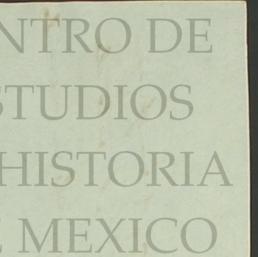 NTRO DE
STUDIOS
HISTORIA
E MEXICO